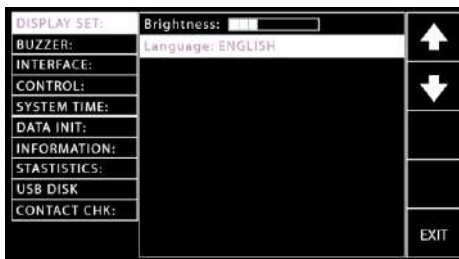 DISPLAY SET:
BUZZER:
INTERFACE:
CONTROL:
SYSTEM TIME:
DATA INIT:
INFORMATION:
STASTISTICS:
USB DISK
CONTACT CHK:
Brightness:
Language: ENGLISH
EXIT